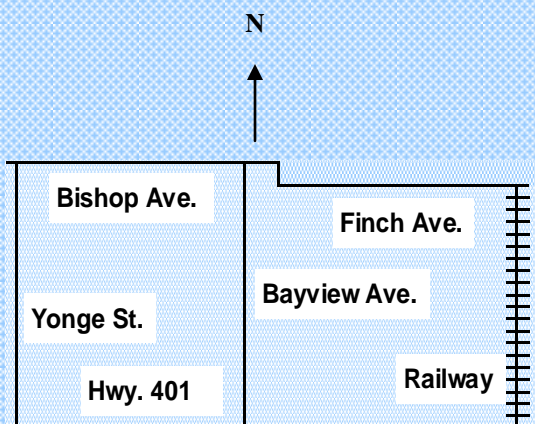 N
Bishop Ave.
Finch Ave.
Bayview Ave.
Yonge St.
Railway
Hwy. 401